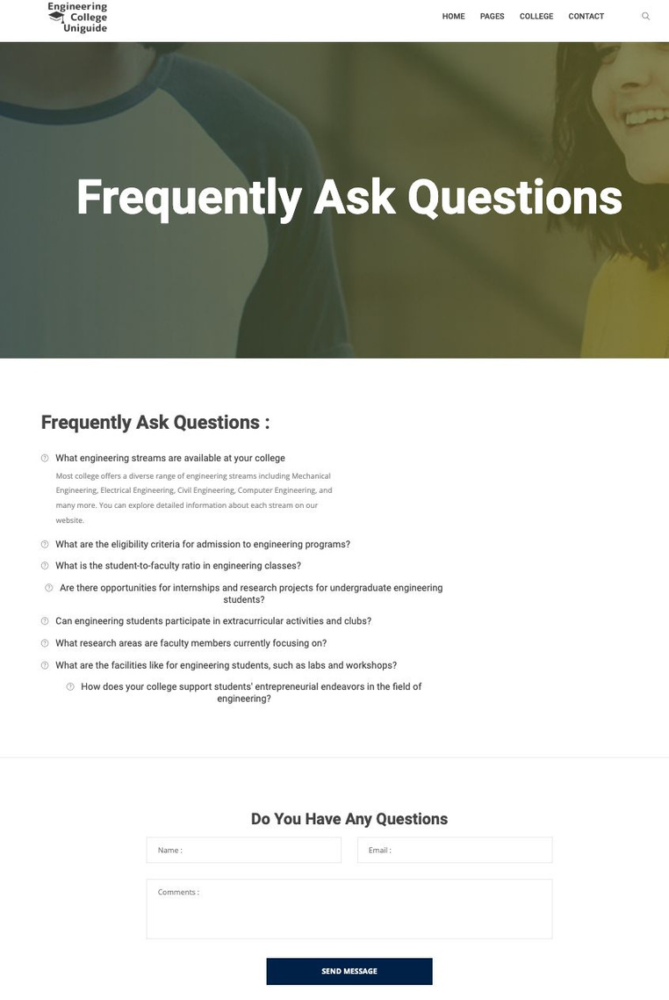 Engineering
College
Uniguide
HOME PAGES COLLEGE CONTACT
Frequently Ask Questions
Frequently Ask Questions :
What engineering streams are available at your college
Most college offers a diverse range of engineering streams including Mechanical
Engineering, Electrical Engineering, Civil Engineering, Computer Engineering, and
many more. You can explore detailed information about each stream on our
website.
What are the eligibility criteria for admission to engineering programs?
What is the student-to-faculty ratio in engineering classes?
Are there opportunities for internships and research projects for undergraduate engineering
students?
Can engineering students participate in extracurricular activities and clubs?
What research areas are faculty members currently focusing on?
What are the facilities like for engineering students, such as labs and workshops?
How does your college support students' entrepreneurial endeavors in the field of
engineering?
Do You Have Any Questions
Name : Email :
Comments :
SEND MESSAGE